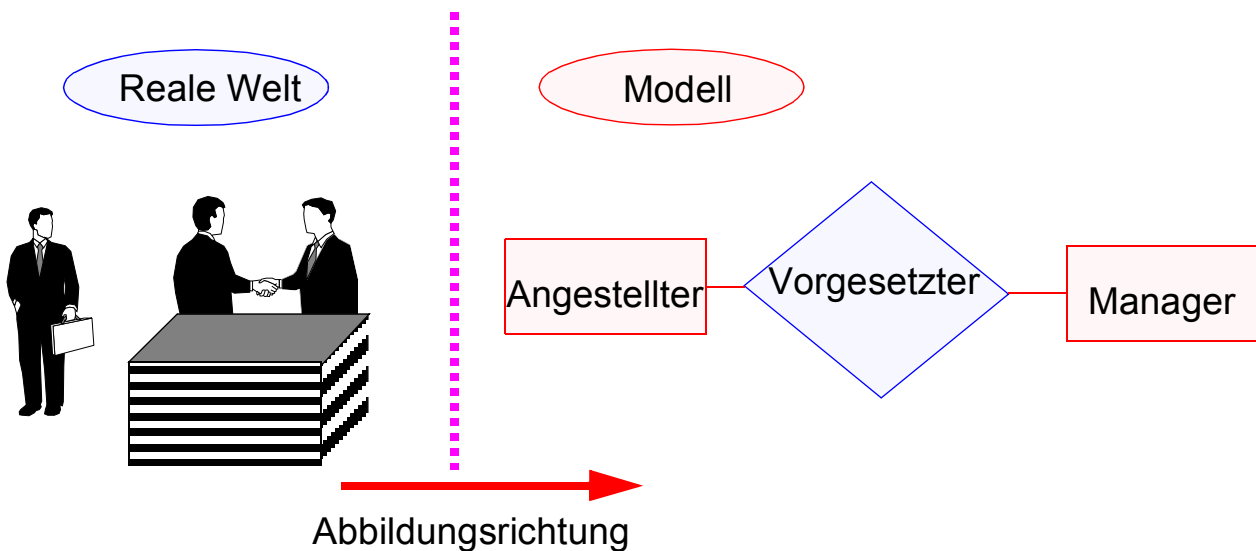 Reale Welt
Modell
Angestellter
Vorgesetzter
Manager
Abbildungsrichtung